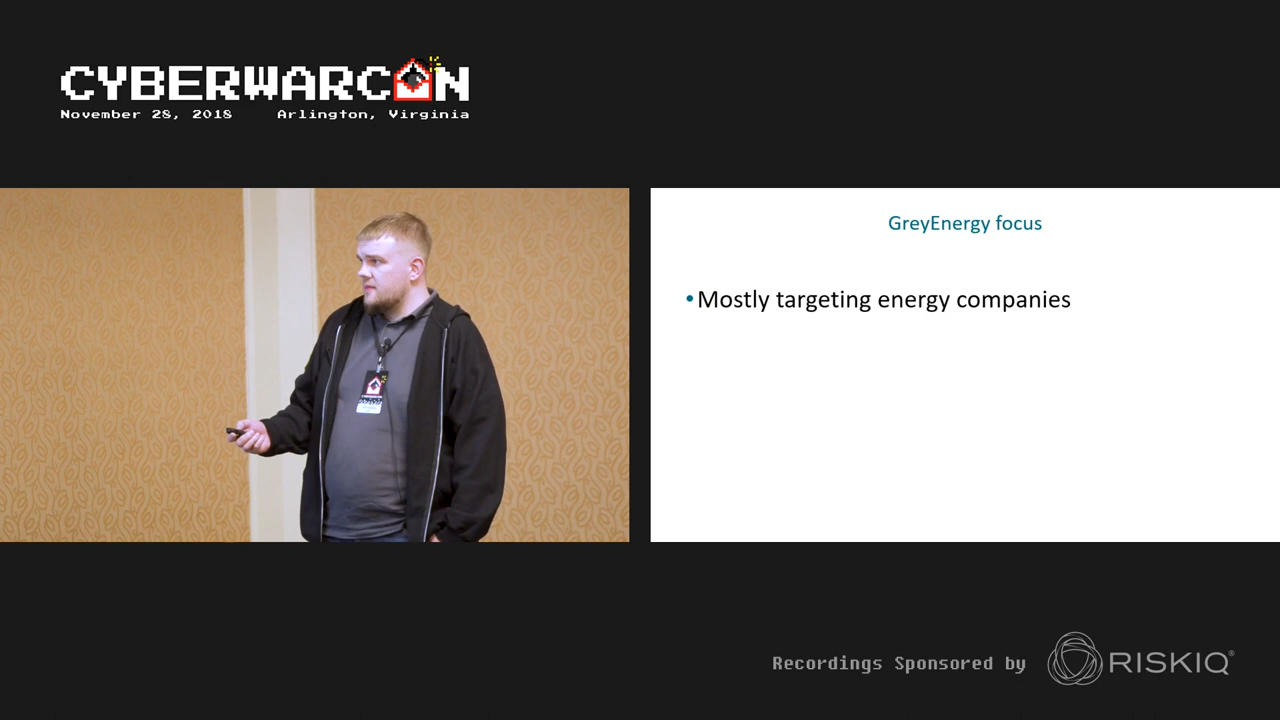 CYBERWARCON
November 28, 2018 Arlington, Virginia
GreyEnergy focus
• Mostly targeting energy companies
Recordings Sponsored by RISKIQ®